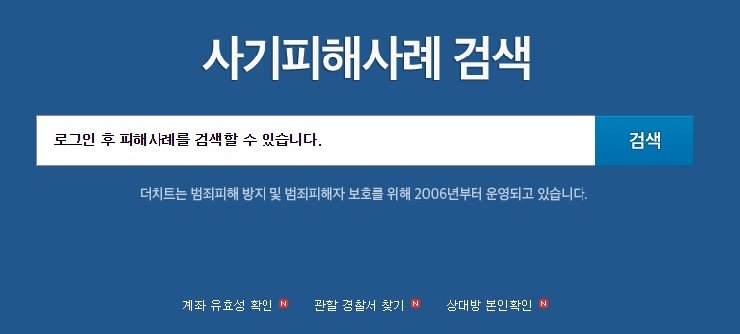 사기피해사례 검색
로그인 후 피해사례를 검색할 수 있습니다. 검색
더치트는 범죄피해 방지 및 범죄피해자 보호를 위해 2006년부터 운영되고 있습니다.
계좌 유효성 확인 N 관할 경찰서 찾기 N 상대방 본인확인 N